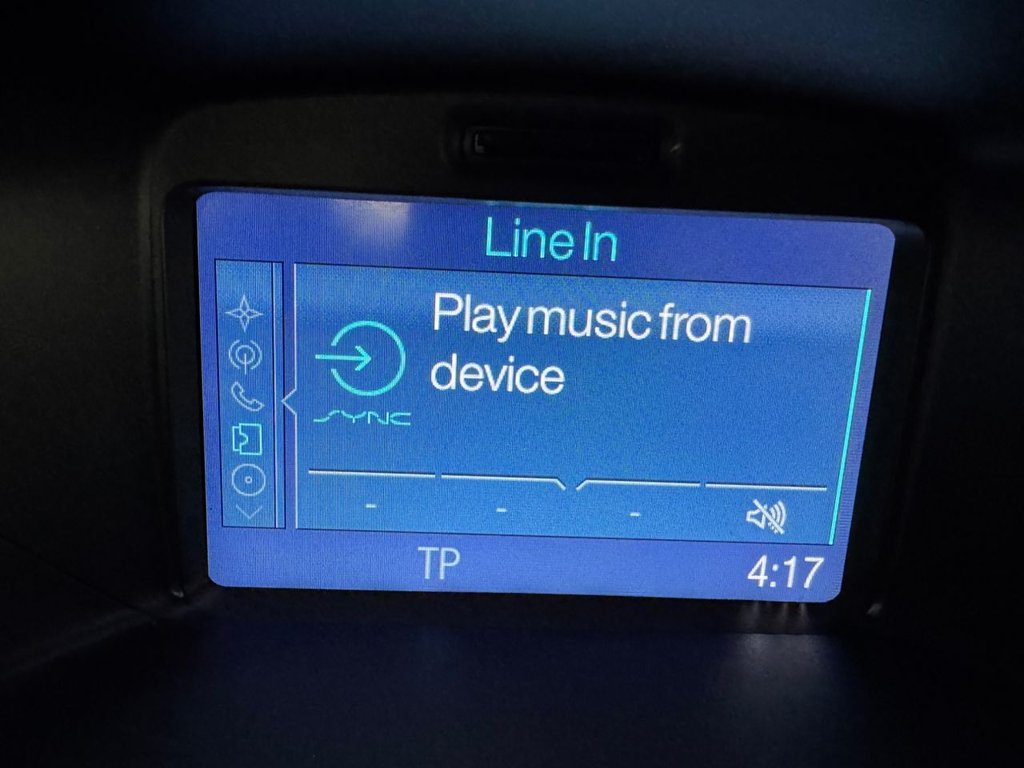 Line In
Play music from
device
SYNC
- - -
TP
4:17